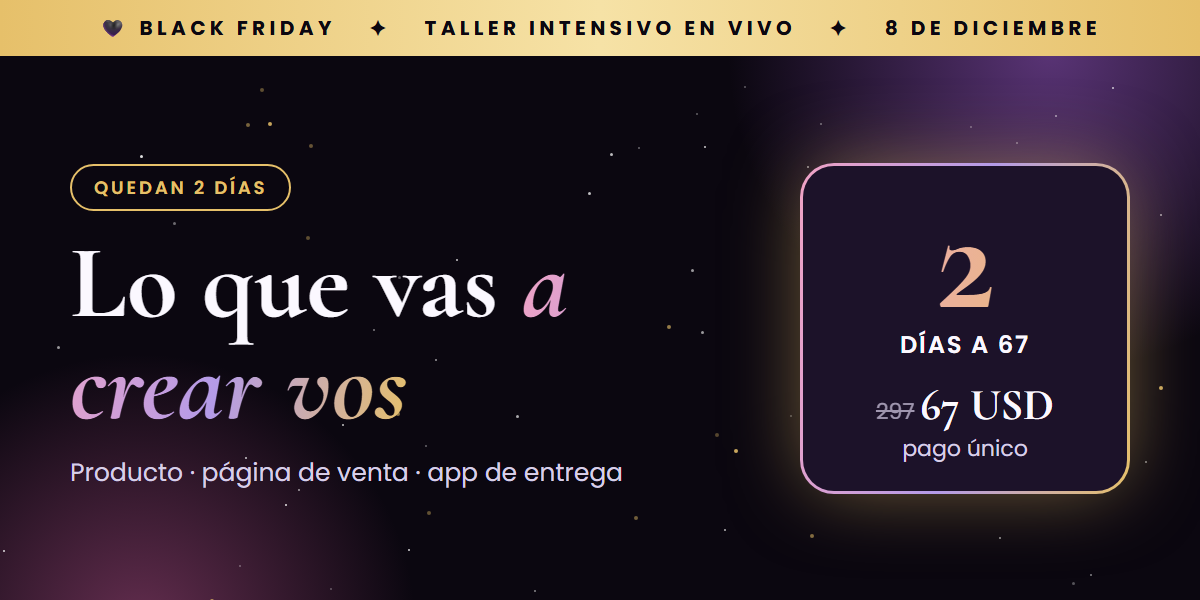 🖤 BLACK FRIDAY ✦ TALLER INTENSIVO EN VIVO ✦ 8 DE DICIEMBRE
QUEDAN 2 DÍAS
Lo que vas a
crear vos
Producto · página de venta · app de entrega
2
DÍAS A 67
297 67 USD
pago único